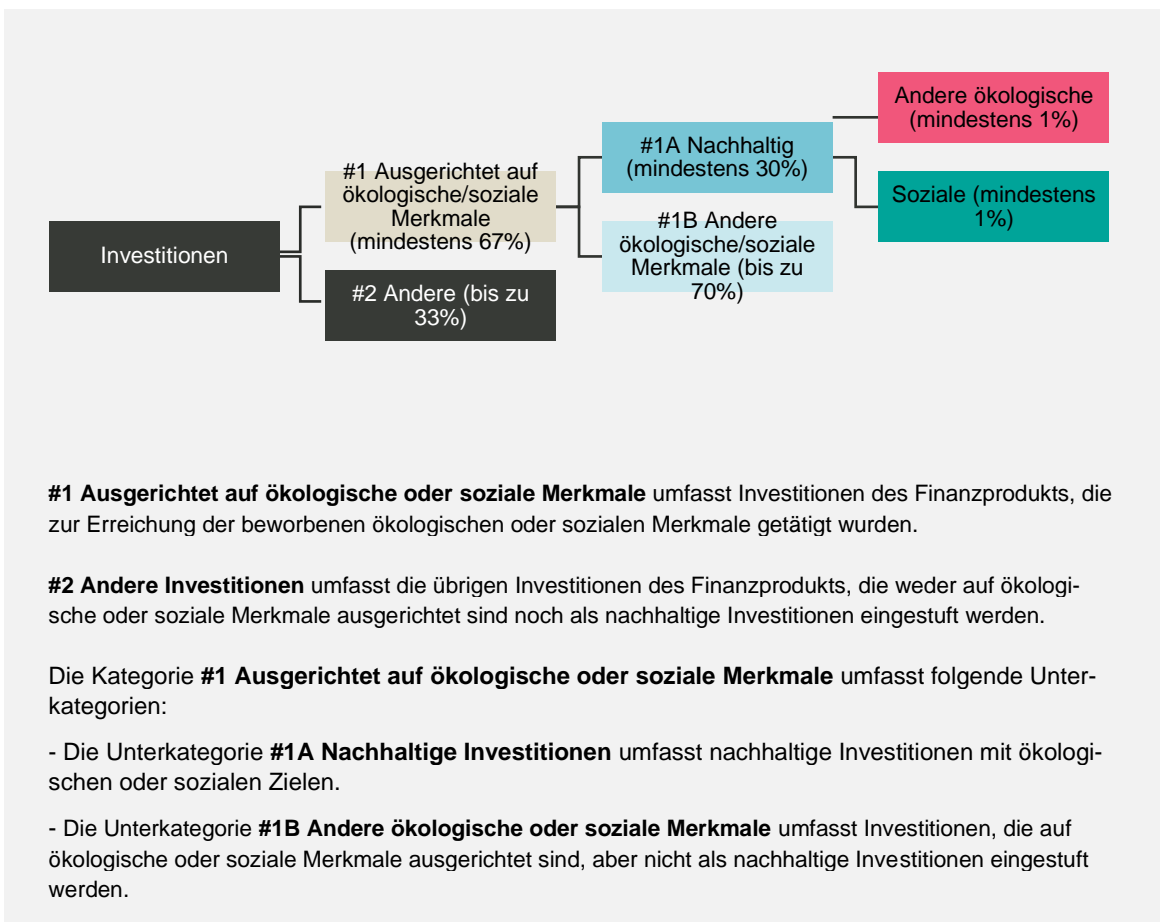 Investitionen
#1 Ausgerichtet auf
ökologische/soziale
Merkmale
(mindestens 67%)
#2 Andere (bis zu
33%)
#1A Nachhaltig
(mindestens 30%)
#1B Andere
ökologische/soziale
Merkmale (bis zu
70%)
Andere ökologische
(mindestens 1%)
Soziale (mindestens
1%)
#1 Ausgerichtet auf ökologische oder soziale Merkmale umfasst Investitionen des Finanzprodukts, die
zur Erreichung der beworbenen ökologischen oder sozialen Merkmale getätigt wurden.
#2 Andere Investitionen umfasst die übrigen Investitionen des Finanzprodukts, die weder auf ökologi-
sche oder soziale Merkmale ausgerichtet sind noch als nachhaltige Investitionen eingestuft werden.
Die Kategorie #1 Ausgerichtet auf ökologische oder soziale Merkmale umfasst folgende Unter-
kategorien:
- Die Unterkategorie #1A Nachhaltige Investitionen umfasst nachhaltige Investitionen mit ökologi-
schen oder sozialen Zielen.
- Die Unterkategorie #1B Andere ökologische oder soziale Merkmale umfasst Investitionen, die auf
ökologische oder soziale Merkmale ausgerichtet sind, aber nicht als nachhaltige Investitionen eingestuft
werden.